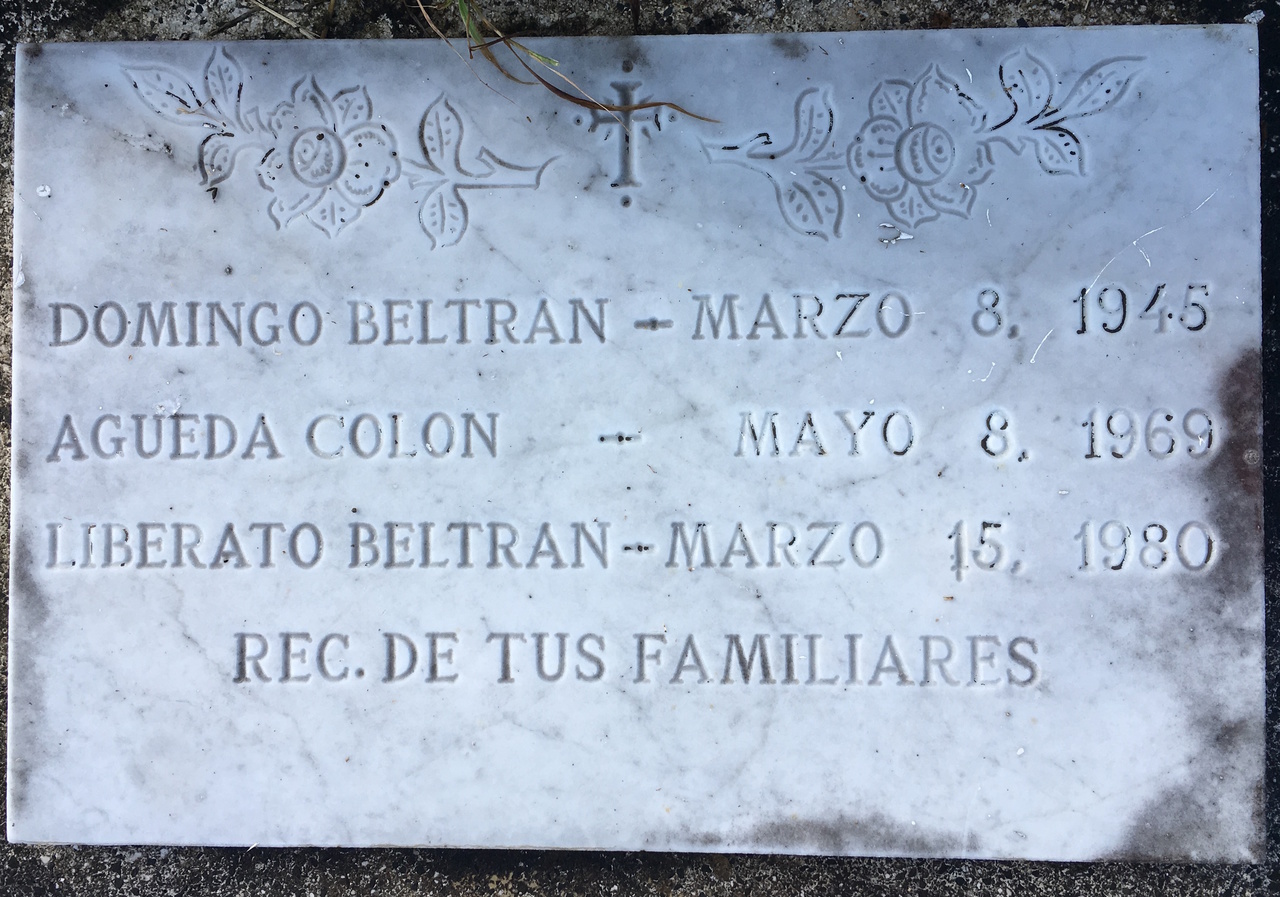 DOMINGO BELTRAN - MARZO 8, 1945
AGUEDA COLON - MAYO 8, 1969
LIBERATO BELTRAN - MARZO 15, 1980
REC. DE TUS FAMILIARES